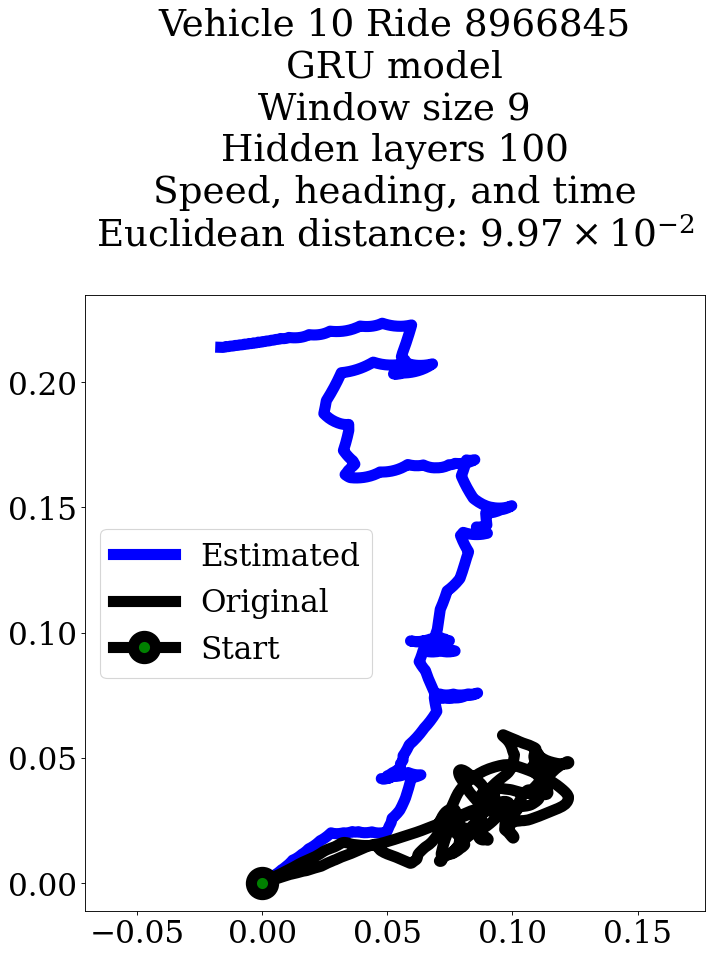 Vehicle 10 Ride 8966845
GRU model
Window size 9
Hidden layers 100
Speed, heading, and time
Euclidean distance: 9.97 × 10⁻²
0.20
0.15
0.10
0.05
0.00
Estimated
Original
Start
−0.05 0.00 0.05 0.10 0.15